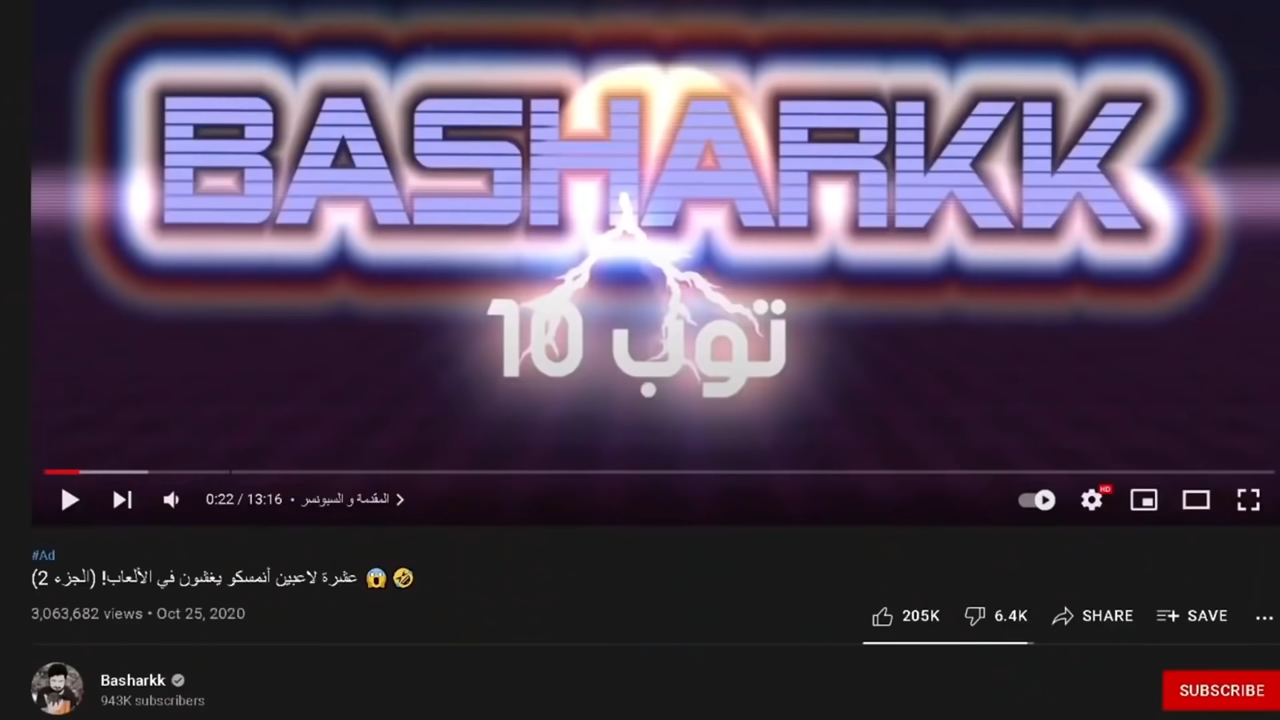 BASHARKK
توب 10
0:22 / 13:16 • المقدمة و السبونسر
HD
#Ad
عشرة لاعبين أنمسكو يغشون في الألعاب! (الجزء 2) 😱 🤣
3,063,682 views • Oct 25, 2020
205K 6.4K SHARE SAVE ...
Basharkk
943K subscribers
SUBSCRIBE